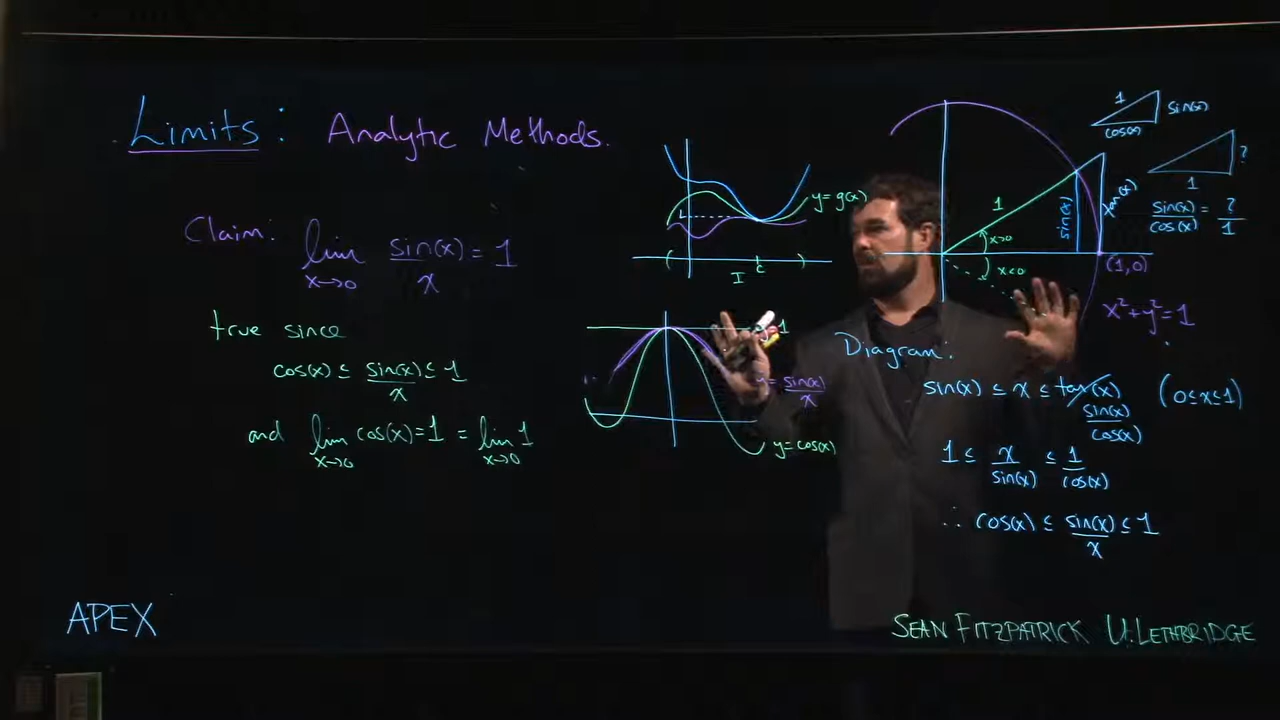 Limits: Analytic Methods.
Claim: lim x→0 sin(x)/x = 1
true since
cos(x) ≤ sin(x)/x ≤ 1
and lim x→0 cos(x) = 1 = lim x→0 1
y = g(x)
L
I
c
y = sin(x)/x
y = cos(x)
1
sin(x)
cos(x)
?
1
sin(x)/cos(x) = ?/1
1
sin(x)
tan(x)
x>0
x<0
(1,0)
x²+y²=1
Diagram:
sin(x) ≤ x ≤ tan(x) (0≤x≤1)
sin(x)/cos(x)
1 ≤ x/sin(x) ≤ 1/cos(x)
∴ cos(x) ≤ sin(x)/x ≤ 1
APEX
SEAN FITZPATRICK U. LETHBRIDGE